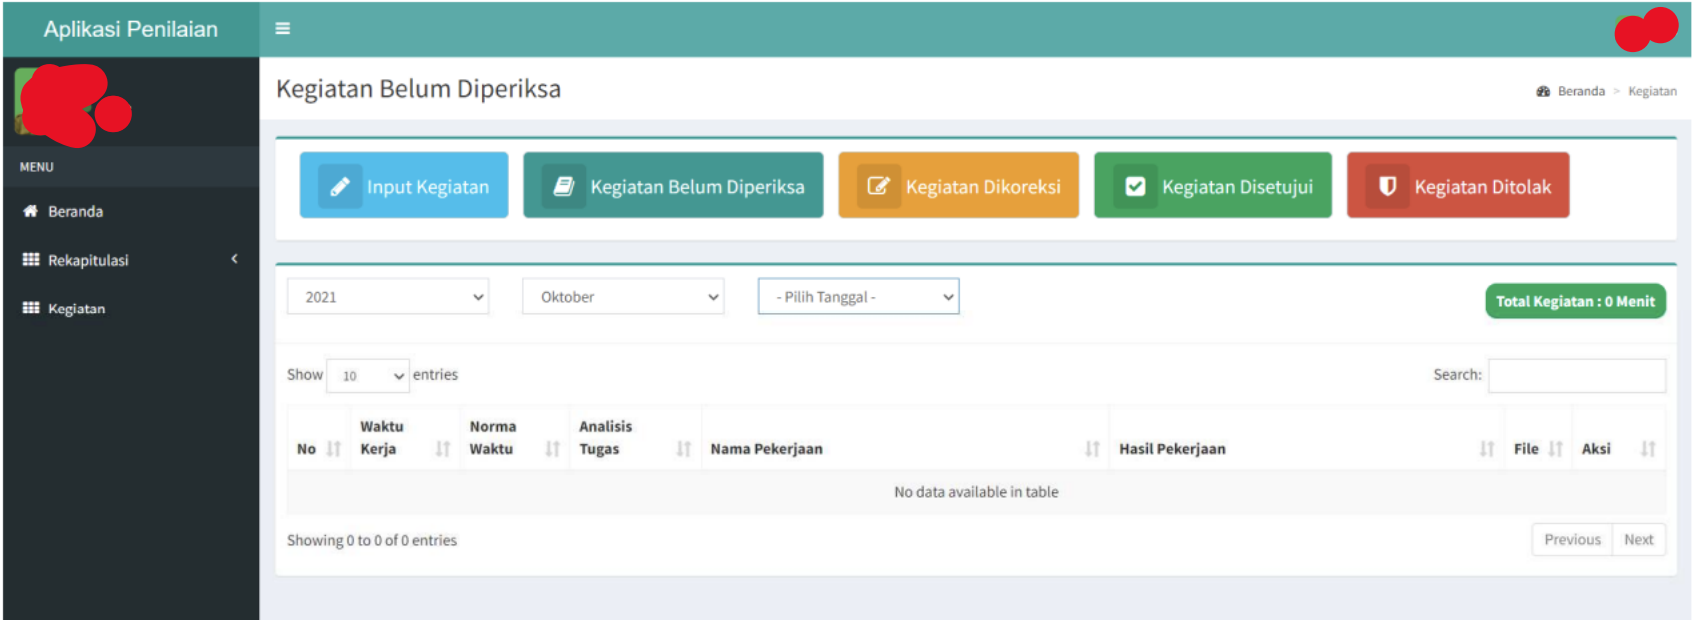 Aplikasi Penilaian
Kegiatan Belum Diperiksa
Beranda > Kegiatan
MENU
Beranda
Rekapitulasi
Kegiatan
Input Kegiatan
Kegiatan Belum Diperiksa
Kegiatan Dikoreksi
Kegiatan Disetujui
Kegiatan Ditolak
2021
Oktober
- Pilih Tanggal -
Total Kegiatan : 0 Menit
Show 10 entries
Search:
No
Waktu
Kerja
Norma
Waktu
Analisis
Tugas
Nama Pekerjaan
Hasil Pekerjaan
File
Aksi
No data available in table
Showing 0 to 0 of 0 entries
Previous
Next